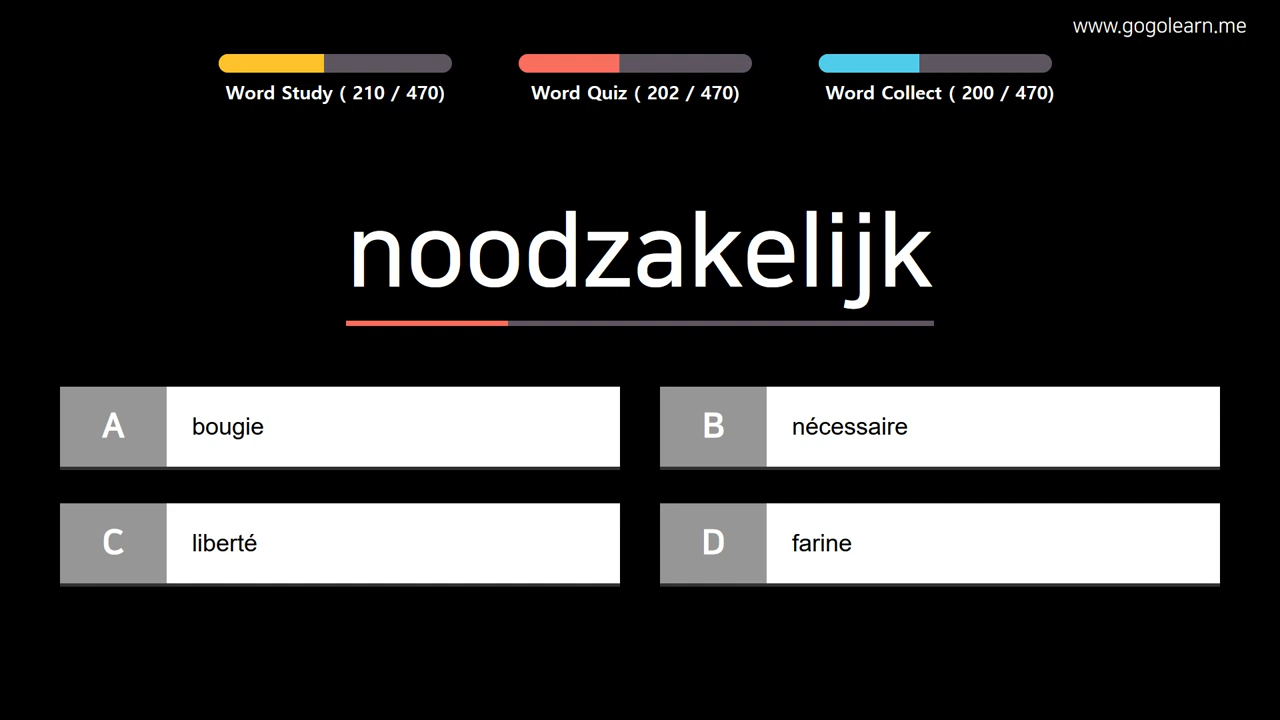 www.gogolearn.me
Word Study ( 210 / 470)
Word Quiz ( 202 / 470)
Word Collect ( 200 / 470)
noodzakelijk
A bougie
B nécessaire
C liberté
D farine